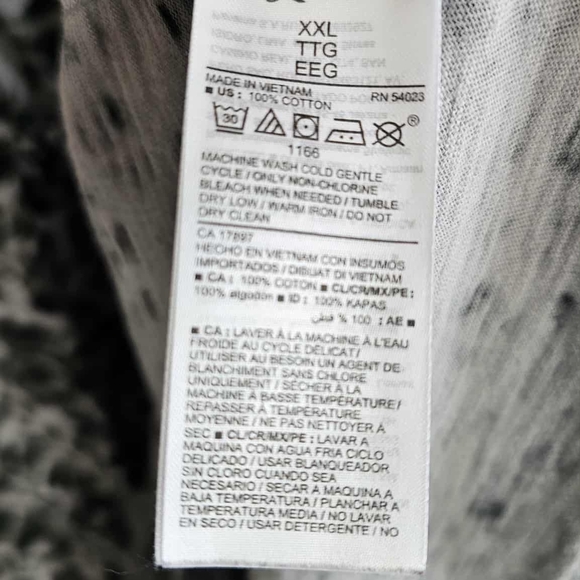 XXL
TTG
EEG
MADE IN VIETNAM
■ US : 100% COTTON RN 54023
30 ®
1166
MACHINE WASH COLD GENTLE
CYCLE / ONLY NON-CHLORINE
BLEACH WHEN NEEDED / TUMBLE
DRY LOW / WARM IRON / DO NOT
DRY CLEAN
CA 17897
HECHO EN VIETNAM CON INSUMOS
IMPORTADOS / DIBUAT DI VIETNAM
■ CA : 100% COTTON ■ CL/CR/MX/PE :
100% algodon ■ ID : 100% KAPAS
■ AE : 100 % قطن
■ CA : LAVER À LA MACHINE À L'EAU
FROIDE AU CYCLE DÉLICAT /
UTILISER AU BESOIN UN AGENT DE
BLANCHIMENT SANS CHLORE
UNIQUEMENT / SÉCHER À LA
MACHINE À BASSE TEMPÉRATURE /
REPASSER À TEMPÉRATURE
MOYENNE / NE PAS NETTOYER À
SEC ■ CL/CR/MX/PE : LAVAR A
MAQUINA CON AGUA FRIA CICLO
DELICADO / USAR BLANQUEADOR
SIN CLORO CUANDO SEA
NECESARIO / SECAR A MAQUINA A
BAJA TEMPERATURA / PLANCHAR A
TEMPERATURA MEDIA / NO LAVAR
EN SECO / USAR DETERGENTE / NO